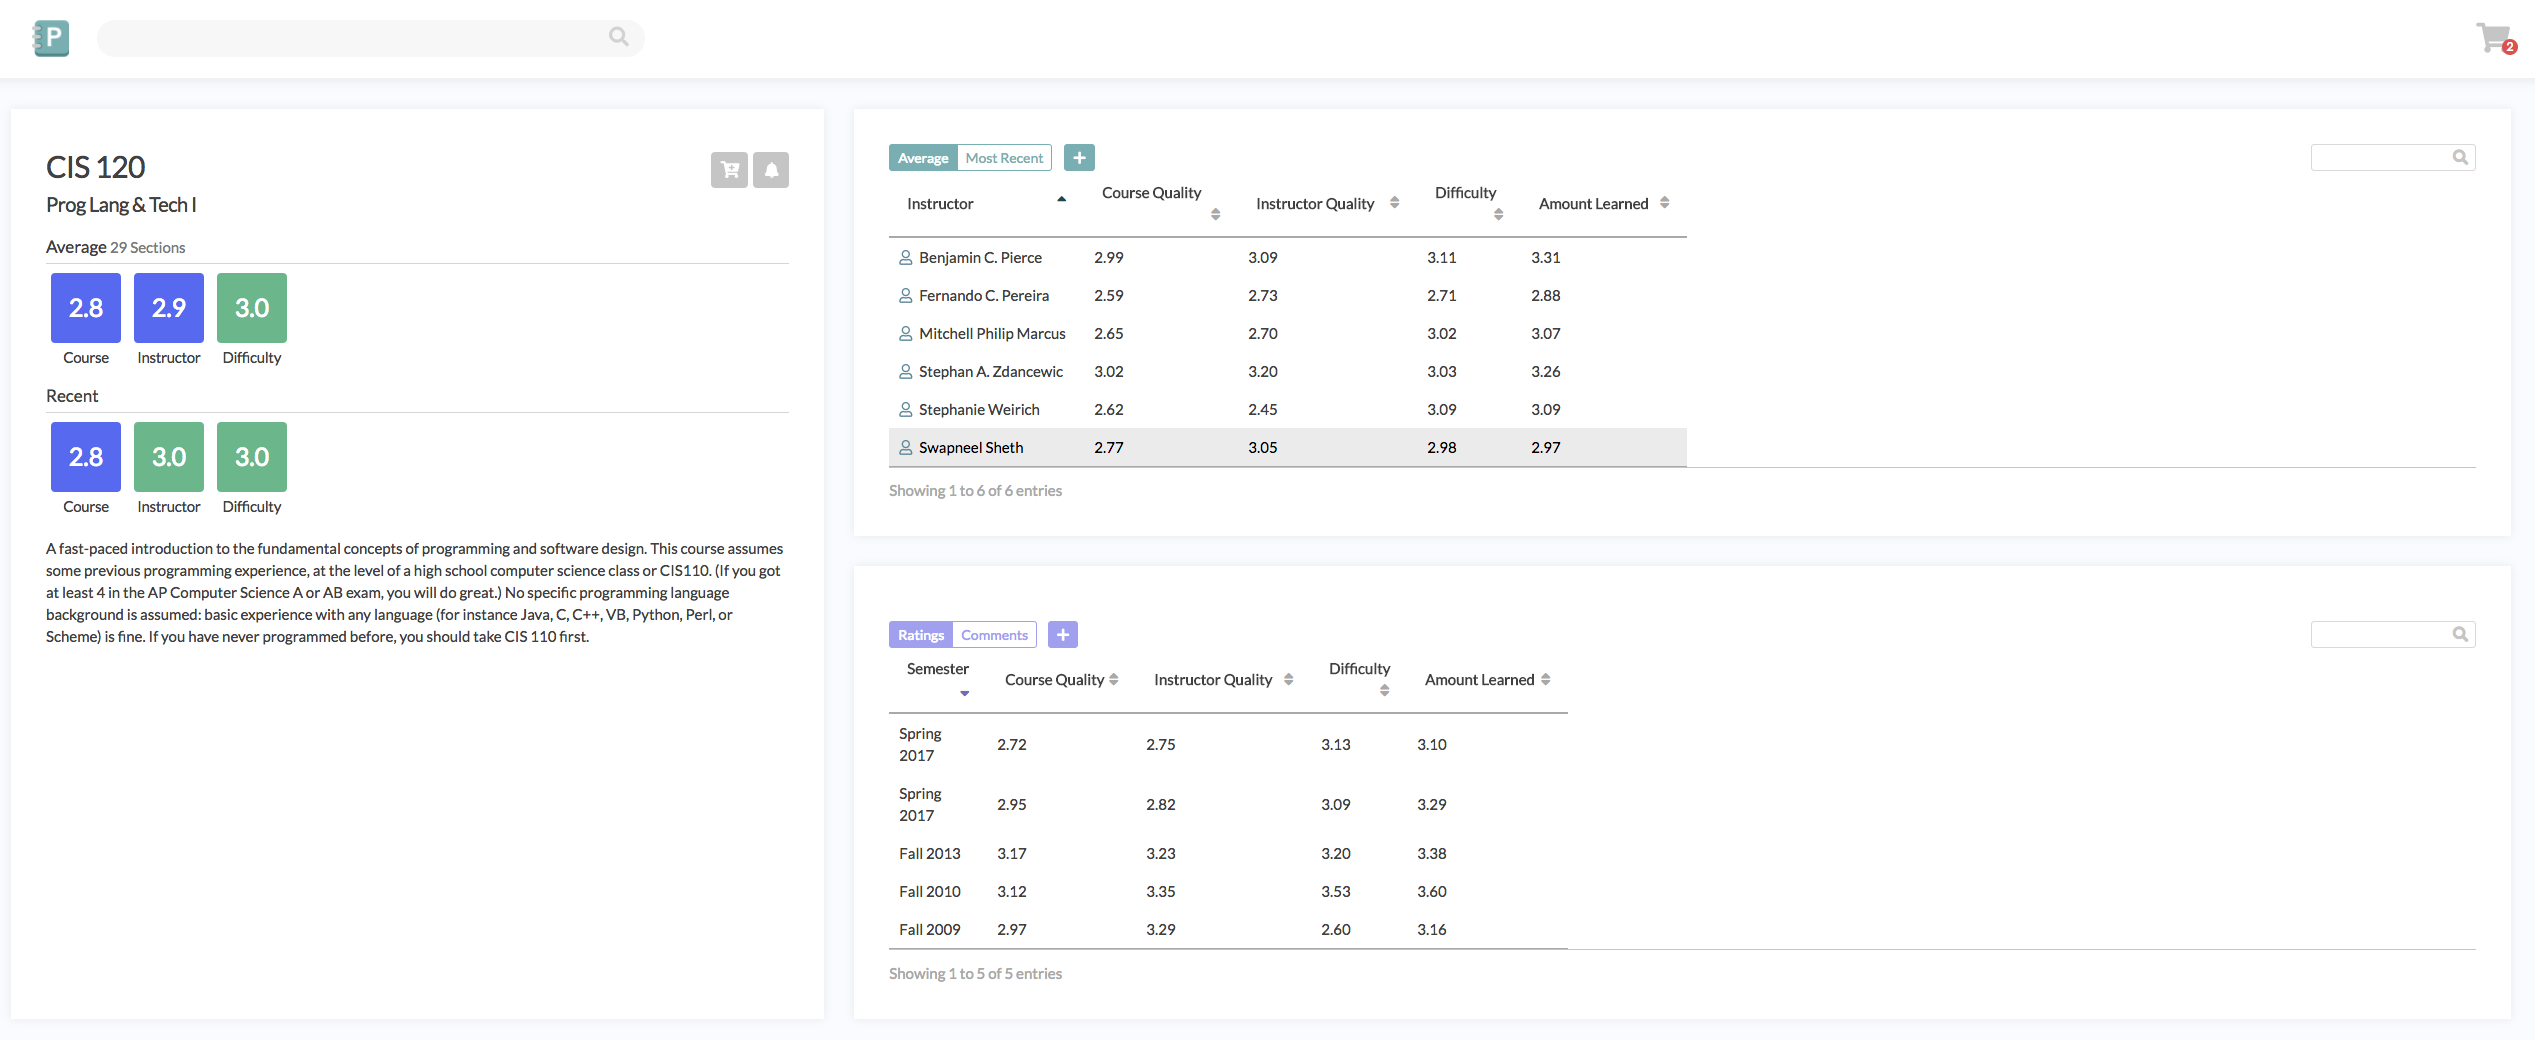 P
2
CIS 120
Prog Lang & Tech I
Average 29 Sections
2.8 2.9 3.0
Course Instructor Difficulty
Recent
2.8 3.0 3.0
Course Instructor Difficulty
A fast-paced introduction to the fundamental concepts of programming and software design. This course assumes
some previous programming experience, at the level of a high school computer science class or CIS110. (If you got
at least 4 in the AP Computer Science A or AB exam, you will do great.) No specific programming language
background is assumed: basic experience with any language (for instance Java, C, C++, VB, Python, Perl, or
Scheme) is fine. If you have never programmed before, you should take CIS 110 first.
Average Most Recent +
Instructor Course Quality Instructor Quality Difficulty Amount Learned
Benjamin C. Pierce 2.99 3.09 3.11 3.31
Fernando C. Pereira 2.59 2.73 2.71 2.88
Mitchell Philip Marcus 2.65 2.70 3.02 3.07
Stephan A. Zdancewic 3.02 3.20 3.03 3.26
Stephanie Weirich 2.62 2.45 3.09 3.09
Swapneel Sheth 2.77 3.05 2.98 2.97
Showing 1 to 6 of 6 entries
Ratings Comments +
Semester Course Quality Instructor Quality Difficulty Amount Learned
Spring
2017 2.72 2.75 3.13 3.10
Spring
2017 2.95 2.82 3.09 3.29
Fall 2013 3.17 3.23 3.20 3.38
Fall 2010 3.12 3.35 3.53 3.60
Fall 2009 2.97 3.29 2.60 3.16
Showing 1 to 5 of 5 entries